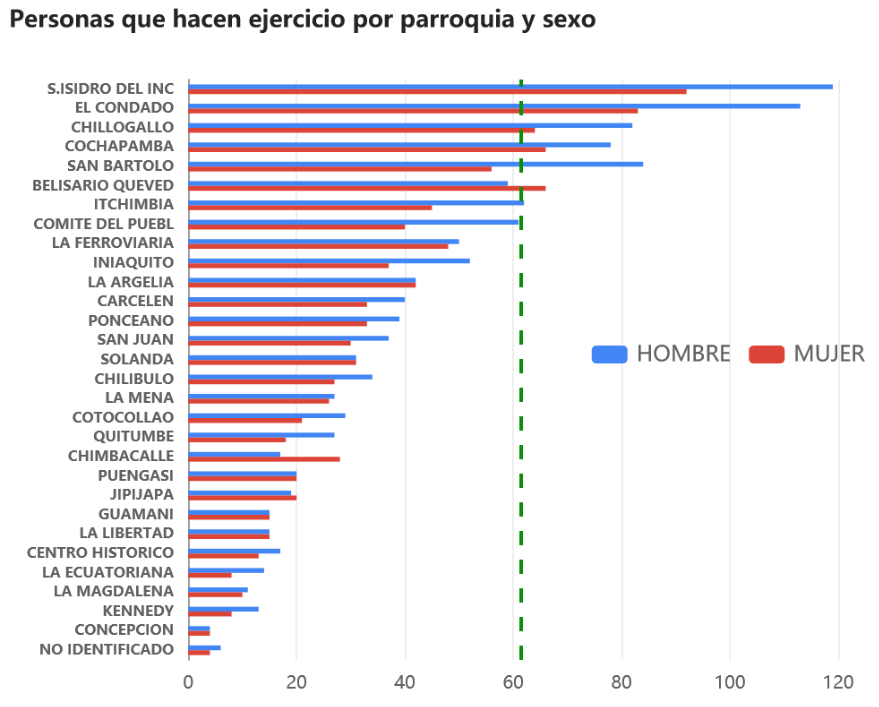 Personas que hacen ejercicio por parroquia y sexo
S.ISIDRO DEL INC
EL CONDADO
CHILLOGALLO
COCHAPAMBA
SAN BARTOLO
BELISARIO QUEVED
ITCHIMBIA
COMITE DEL PUEBL
LA FERROVIARIA
INIAQUITO
LA ARGELIA
CARCELEN
PONCEANO
SAN JUAN
HOMBRE MUJER
SOLANDA
CHILIBULO
LA MENA
COTOCOLLAO
QUITUMBE
CHIMBACALLE
PUENGASI
JIPIJAPA
GUAMANI
LA LIBERTAD
CENTRO HISTORICO
LA ECUATORIANA
LA MAGDALENA
KENNEDY
CONCEPCION
NO IDENTIFICADO
0 20 40 60 80 100 120